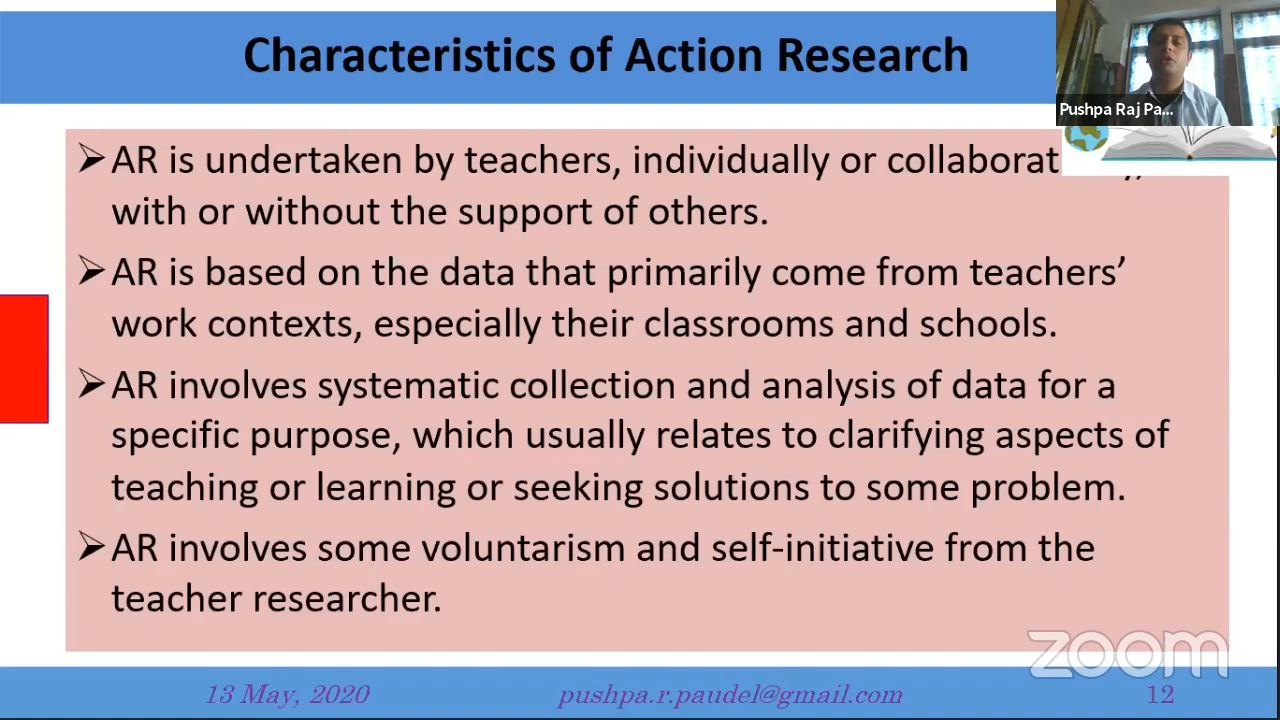 Characteristics of Action Research
Pushpa Raj Pa...
➢AR is undertaken by teachers, individually or
with or without the support of others.
➢AR is based on the data that primarily come from teachers’
work contexts, especially their classrooms and schools.
➢AR involves systematic collection and analysis of data for a
specific purpose, which usually relates to clarifying aspects of
teaching or learning or seeking solutions to some problem.
➢AR involves some voluntarism and self-initiative from the
teacher researcher.
zoom
13 May, 2020 pushpa.r.paudel@gmail.com 12